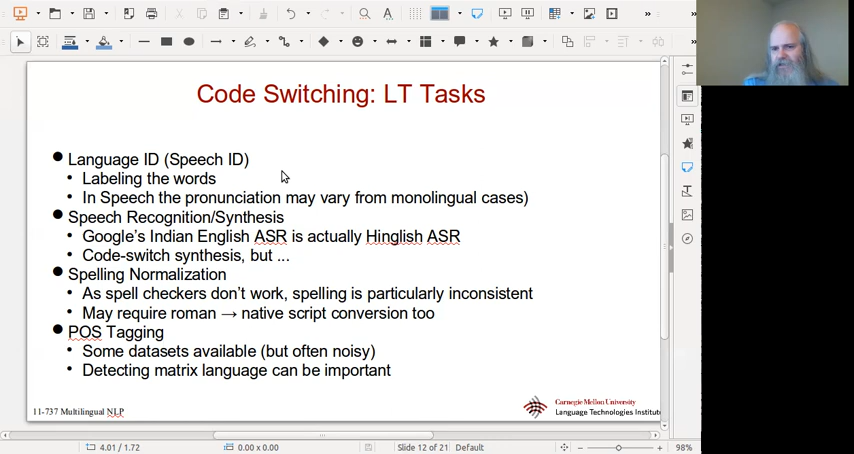 Code Switching: LT Tasks
Language ID (Speech ID)
Labeling the words
In Speech the pronunciation may vary from monolingual cases)
Speech Recognition/Synthesis
Google's Indian English ASR is actually Hinglish ASR
Code-switch synthesis, but ...
Spelling Normalization
As spell checkers don't work, spelling is particularly inconsistent
May require roman → native script conversion too
POS Tagging
Some datasets available (but often noisy)
Detecting matrix language can be important
11-737 Multilingual NLP
Carnegie Mellon University
Language Technologies Institute
4.01 / 1.72 0.00 x 0.00 Slide 12 of 21 Default 98%